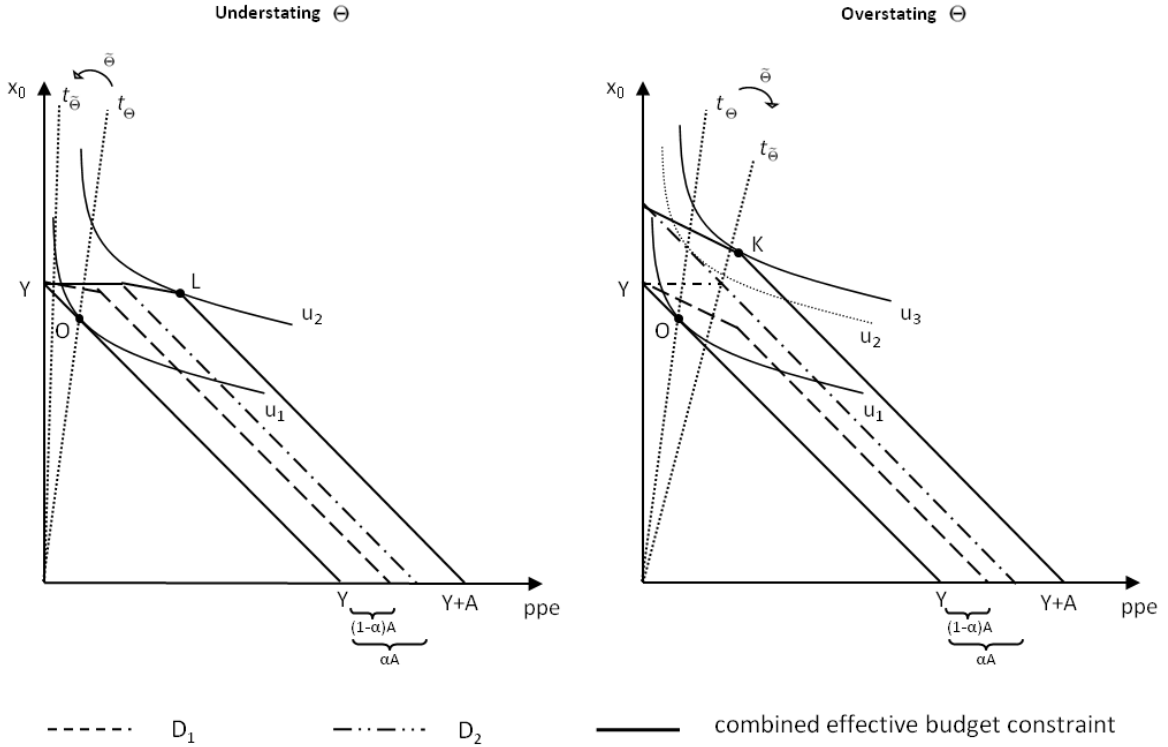 Understating Θ
Overstating Θ
Θ̃
Θ̃
x₀
t_Θ̃
t_Θ
x₀
t_Θ
t_Θ̃
K
L
Y
u₂
Y
u₃
O
O
u₂
u₁
u₁
Y
Y+A
ppe
Y
Y+A
ppe
(1-α)A
(1-α)A
αA
αA
D₁
D₂
combined effective budget constraint